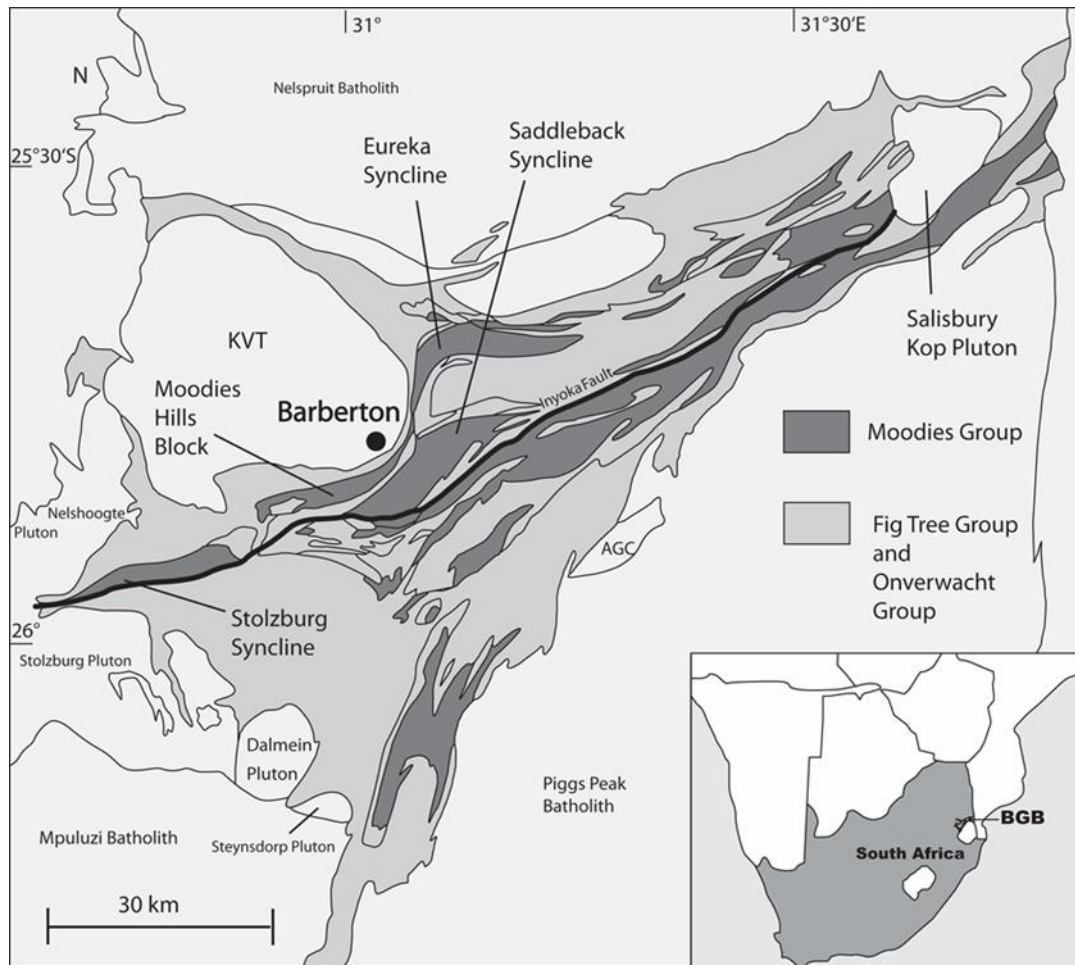 31°
31°30'E
N
Nelspruit Batholith
25°30'S
Eureka
Syncline
Saddleback
Syncline
KVT
Salisbury
Kop Pluton
Moodies
Hills
Block
Barberton
Inyoka Fault
Moodies Group
Nelshoogte
Pluton
AGC
Fig Tree Group
and
Onverwacht
Group
Stolzburg
Syncline
26°
Stolzburg Pluton
Dalmein
Pluton
Piggs Peak
Batholith
Mpuluzi Batholith
Steynsdorp Pluton
30 km
BGB
South Africa